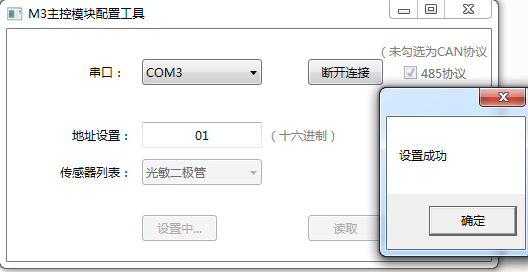 M3主控模块配置工具
（未勾选为CAN协议
串口： COM3 断开连接 485协议
地址设置： 01 （十六进制）
设置成功
传感器列表： 光敏二极管
确定
设置中... 读取